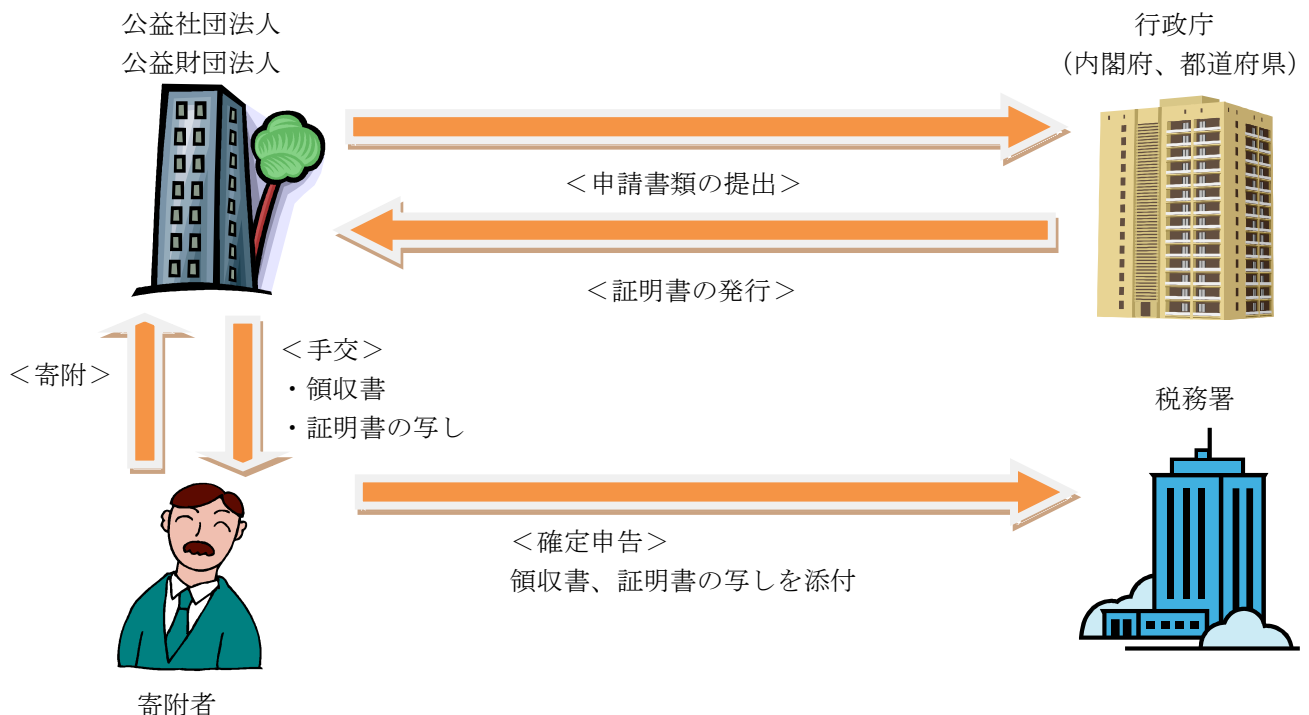 公益社団法人
公益財団法人
行政庁
（内閣府、都道府県）
＜申請書類の提出＞
＜証明書の発行＞
＜寄附＞
＜手交＞
・領収書
・証明書の写し
税務署
＜確定申告＞
領収書、証明書の写しを添付
寄附者